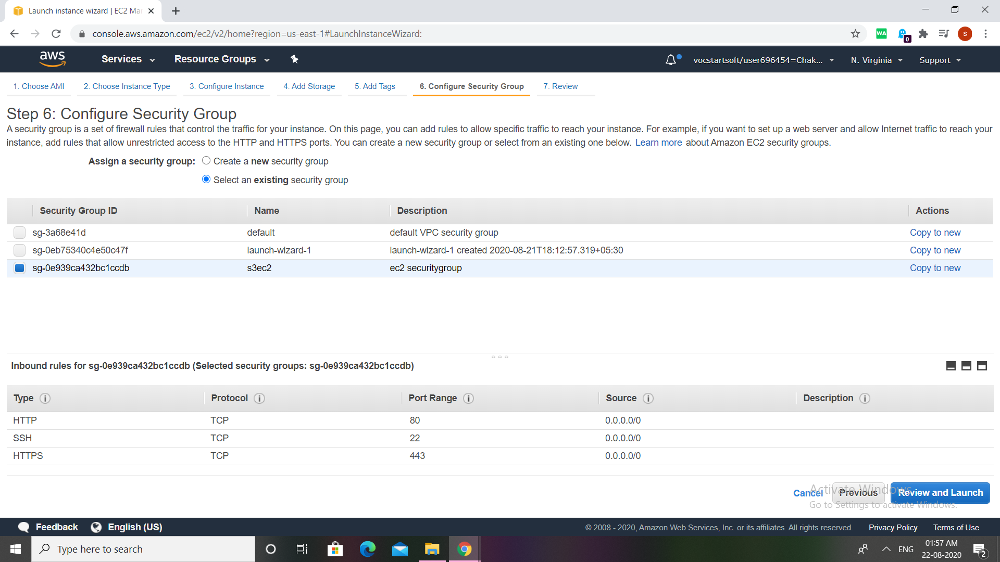 Launch instance wizard | EC2 Mar
console.aws.amazon.com/ec2/v2/home?region=us-east-1#LaunchInstanceWizard:
WA
0
S
aws
Services
Resource Groups
vocstartsoft/user696454=Chak...
N. Virginia
Support
1. Choose AMI
2. Choose Instance Type
3. Configure Instance
4. Add Storage
5. Add Tags
6. Configure Security Group
7. Review
Step 6: Configure Security Group
A security group is a set of firewall rules that control the traffic for your instance. On this page, you can add rules to allow specific traffic to reach your instance. For example, if you want to set up a web server and allow Internet traffic to reach your
instance, add rules that allow unrestricted access to the HTTP and HTTPS ports. You can create a new security group or select from an existing one below. Learn more about Amazon EC2 security groups.
Assign a security group: Create a new security group
Select an existing security group
Security Group ID Name Description Actions
sg-3a68e41d default default VPC security group Copy to new
sg-0eb75340c4e50c47f launch-wizard-1 launch-wizard-1 created 2020-08-21T18:12:57.319+05:30 Copy to new
sg-0e939ca432bc1ccdb s3ec2 ec2 securitygroup Copy to new
Inbound rules for sg-0e939ca432bc1ccdb (Selected security groups: sg-0e939ca432bc1ccdb)
Type Protocol Port Range Source Description
HTTP TCP 80 0.0.0.0/0
SSH TCP 22 0.0.0.0/0
HTTPS TCP 443 0.0.0.0/0
Activate Windows
Cancel Previous Review and Launch
Go to Settings to activate Windows.
Feedback English (US) © 2008 - 2020, Amazon Web Services, Inc. or its affiliates. All rights reserved. Privacy Policy Terms of Use
Type here to search
ENG
01:57 AM
22-08-2020
2